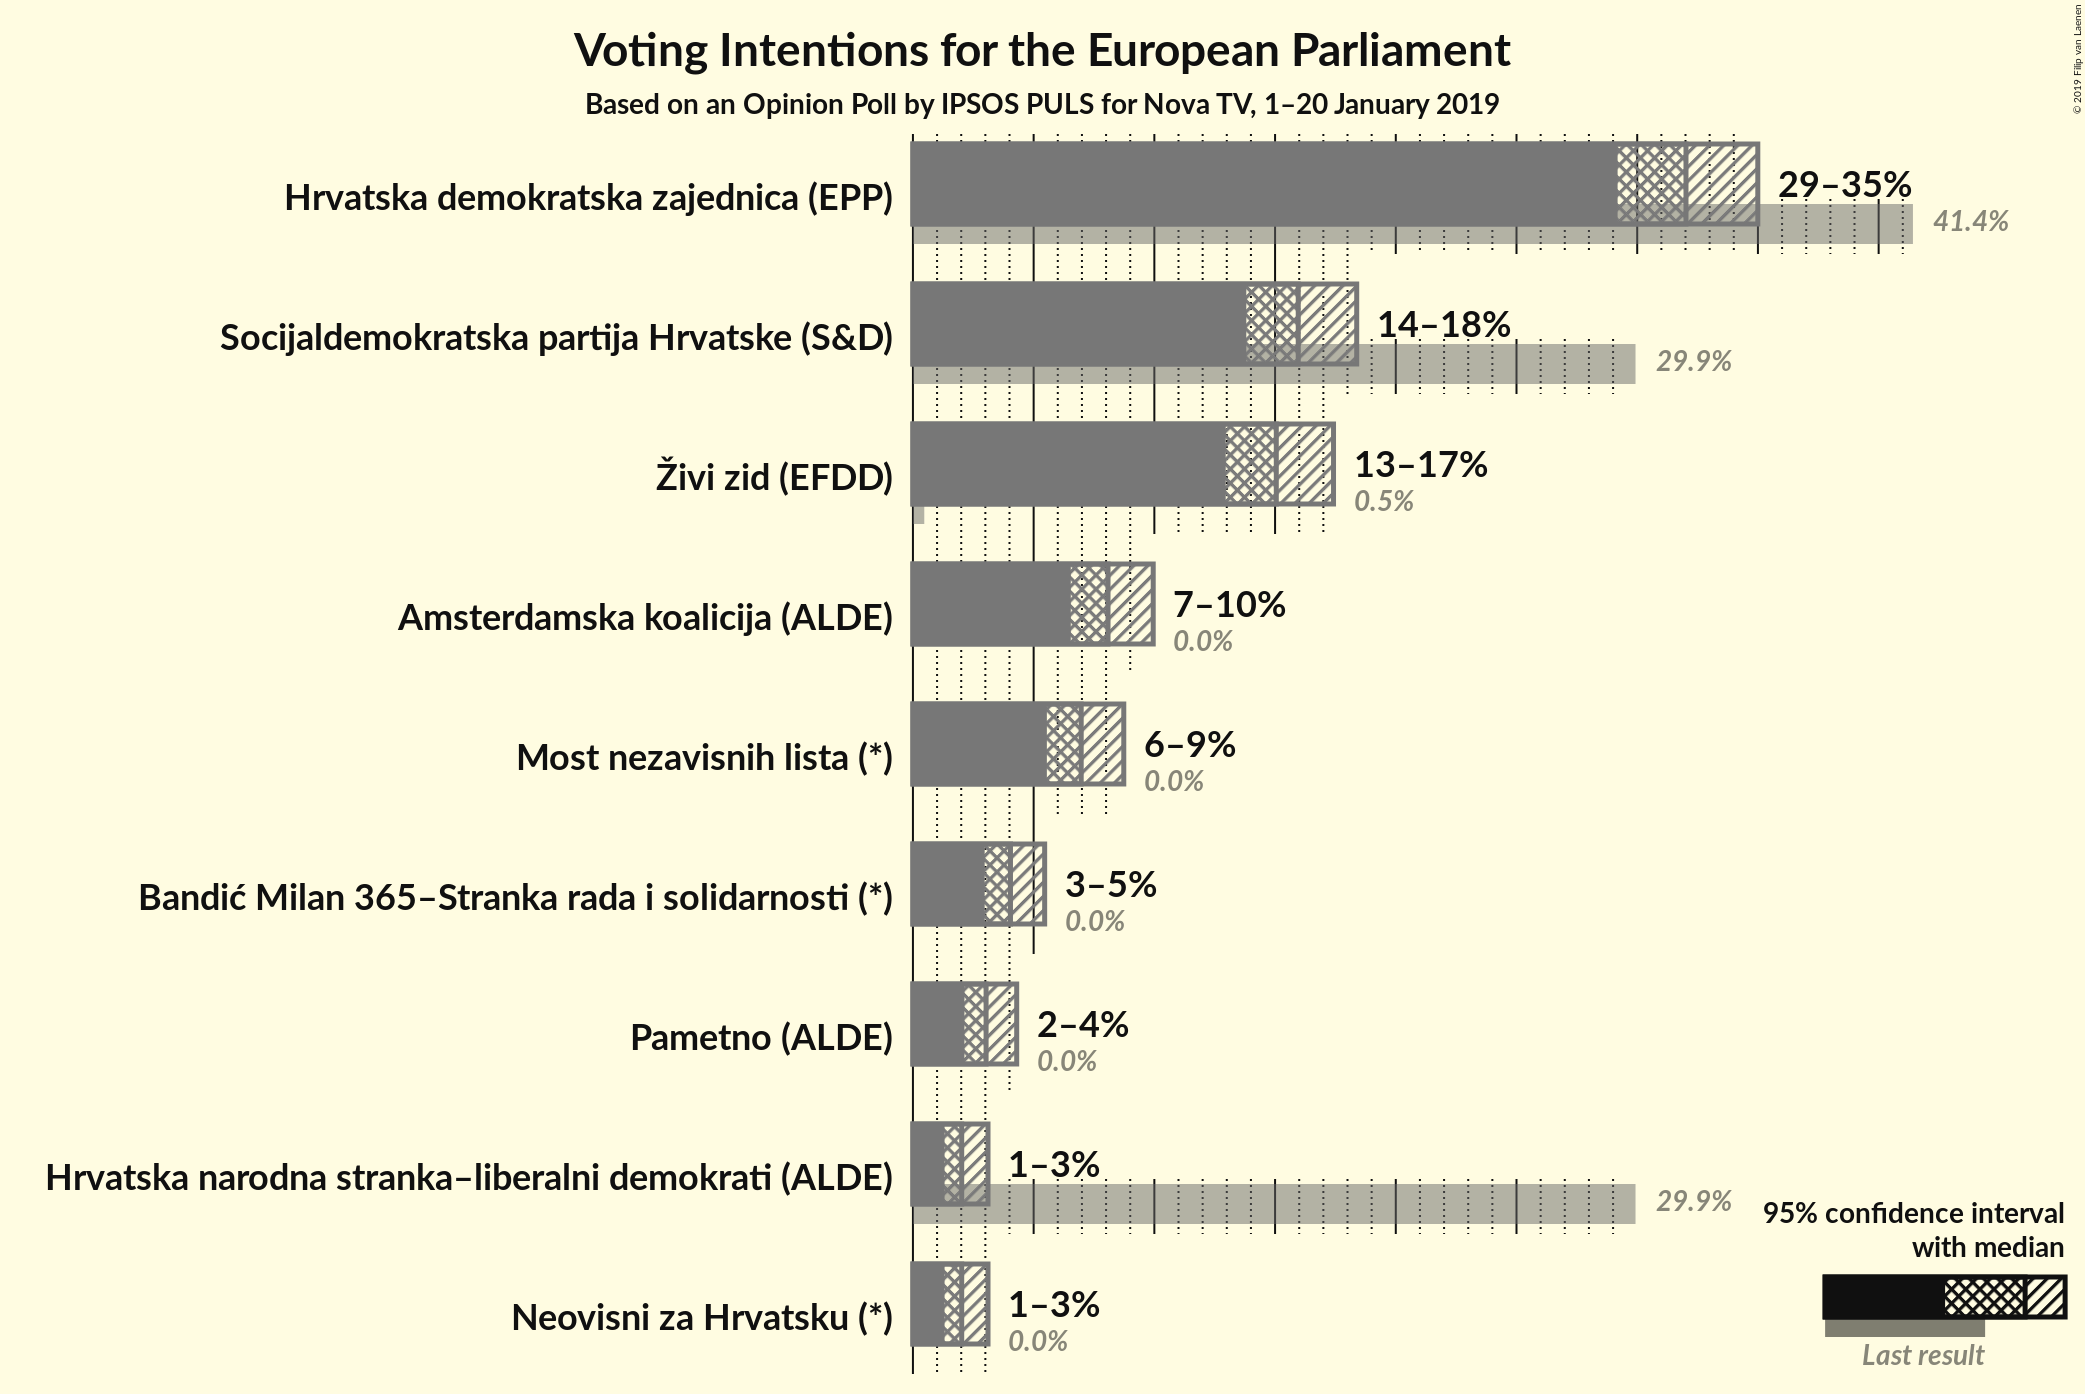 Voting Intentions for the European Parliament
Based on an Opinion Poll by IPSOS PULS for Nova TV, 1–20 January 2019
© 2019 Filip van Laenen
Hrvatska demokratska zajednica (EPP)
29–35%
41.4%
Socijaldemokratska partija Hrvatske (S&D)
14–18%
29.9%
Živi zid (EFDD)
13–17%
0.5%
Amsterdamska koalicija (ALDE)
7–10%
0.0%
Most nezavisnih lista (*)
6–9%
0.0%
Bandić Milan 365–Stranka rada i solidarnosti (*)
3–5%
0.0%
Pametno (ALDE)
2–4%
0.0%
Hrvatska narodna stranka–liberalni demokrati (ALDE)
1–3%
29.9%
Neovisni za Hrvatsku (*)
1–3%
0.0%
95% confidence interval
with median
Last result